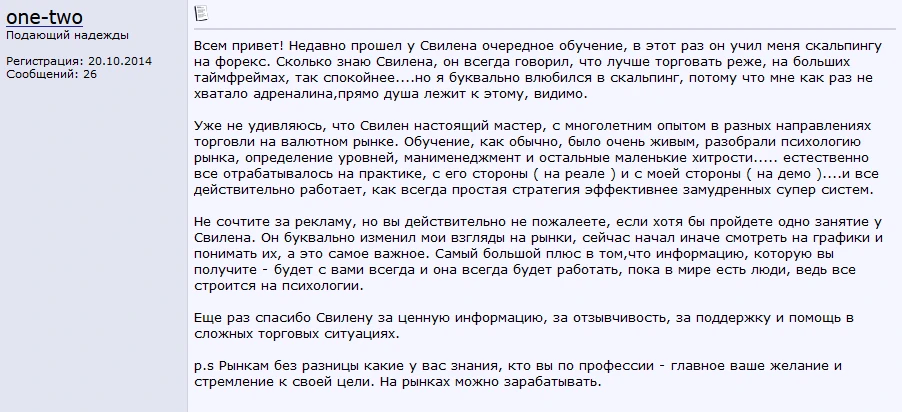 one-two
Подающий надежды
Регистрация: 20.10.2014
Сообщений: 26
Всем привет! Недавно прошел у Свилена очередное обучение, в этот раз он учил меня скальпингу
на форекс. Сколько знаю Свилена, он всегда говорил, что лучше торговать реже, на больших
таймфреймах, так спокойнее....но я буквально влюбился в скальпинг, потому что мне как раз не
хватало адреналина,прямо душа лежит к этому, видимо.
Уже не удивляюсь, что Свилен настоящий мастер, с многолетним опытом в разных направлениях
торговли на валютном рынке. Обучение, как обычно, было очень живым, разобрали психологию
рынка, определение уровней, манименеджмент и остальные маленькие хитрости..... естественно
все отрабатывалось на практике, с его стороны ( на реале ) и с моей стороны ( на демо )....и все
действительно работает, как всегда простая стратегия эффективнее замудренных супер систем.
Не сочтите за рекламу, но вы действительно не пожалеете, если хотя бы пройдете одно занятие у
Свилена. Он буквально изменил мои взгляды на рынки, сейчас начал иначе смотреть на графики и
понимать их, а это самое важное. Самый большой плюс в том,что информацию, которую вы
получите - будет с вами всегда и она всегда будет работать, пока в мире есть люди, ведь все
строится на психологии.
Еще раз спасибо Свилену за ценную информацию, за отзывчивость, за поддержку и помощь в
сложных торговых ситуациях.
p.s Рынкам без разницы какие у вас знания, кто вы по профессии - главное ваше желание и
стремление к своей цели. На рынках можно зарабатывать.